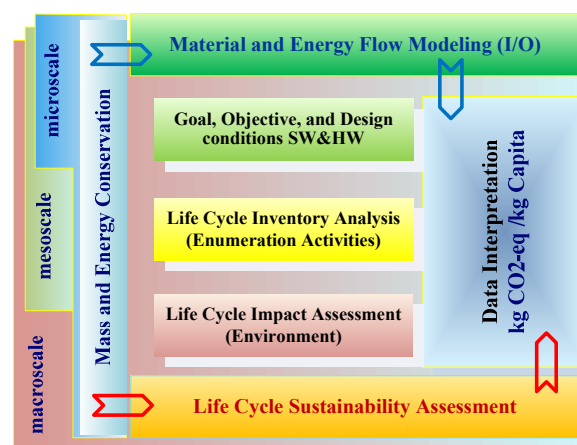 microscale
mesoscale
macroscale
Mass and Energy Conservation
Material and Energy Flow Modeling (I/O)
Goal, Objective, and Design
conditions SW&HW
Life Cycle Inventory Analysis
(Enumeration Activities)
Life Cycle Impact Assessment
(Environment)
Data Interpretation
kg CO2-eq /kg Capita
Life Cycle Sustainability Assessment